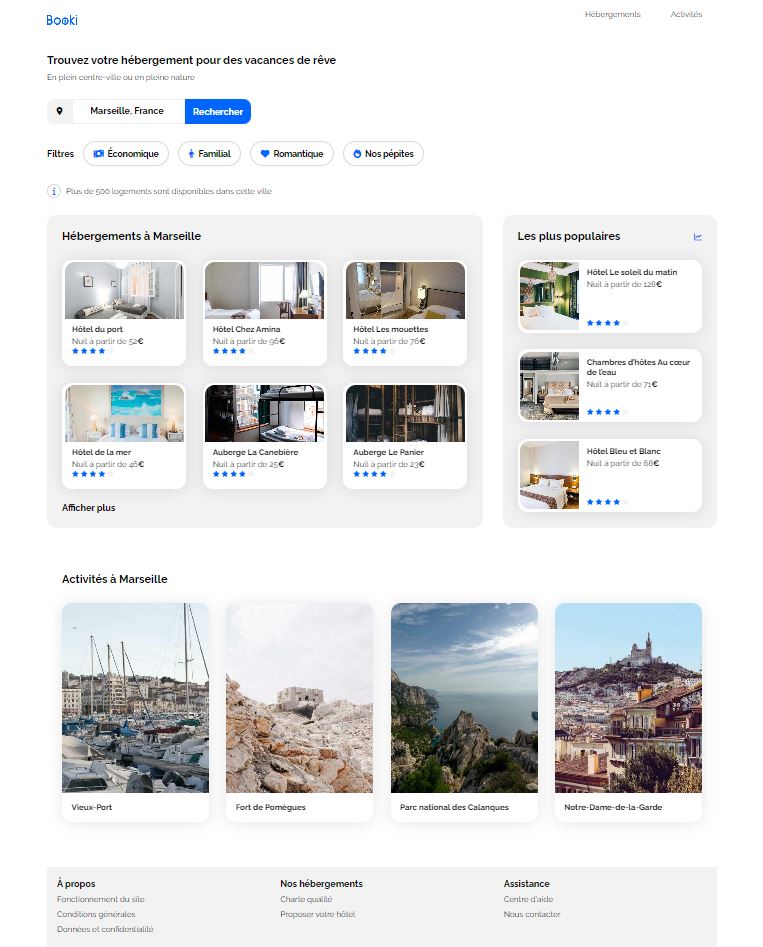 Booki
Hébergements
Activités
Trouvez votre hébergement pour des vacances de rêve
En plein centre-ville ou en pleine nature
Marseille, France
Rechercher
Filtres
Économique
Familial
Romantique
Nos pépites
Plus de 500 logements sont disponibles dans cette ville
Hébergements à Marseille
Hôtel du port
Nuit à partir de 52€
Hôtel Chez Amina
Nuit à partir de 96€
Hôtel Les mouettes
Nuit à partir de 76€
Hôtel de la mer
Nuit à partir de 46€
Auberge La Canebière
Nuit à partir de 25€
Auberge Le Panier
Nuit à partir de 23€
Afficher plus
Les plus populaires
Hôtel Le soleil du matin
Nuit à partir de 128€
Chambres d'hôtes Au cœur
de l'eau
Nuit à partir de 71€
Hôtel Bleu et Blanc
Nuit à partir de 68€
Activités à Marseille
Vieux-Port
Fort de Pomègues
Parc national des Calanques
Notre-Dame-de-la-Garde
À propos
Fonctionnement du site
Conditions générales
Données et confidentialité
Nos hébergements
Charte qualité
Proposer votre hôtel
Assistance
Centre d'aide
Nous contacter